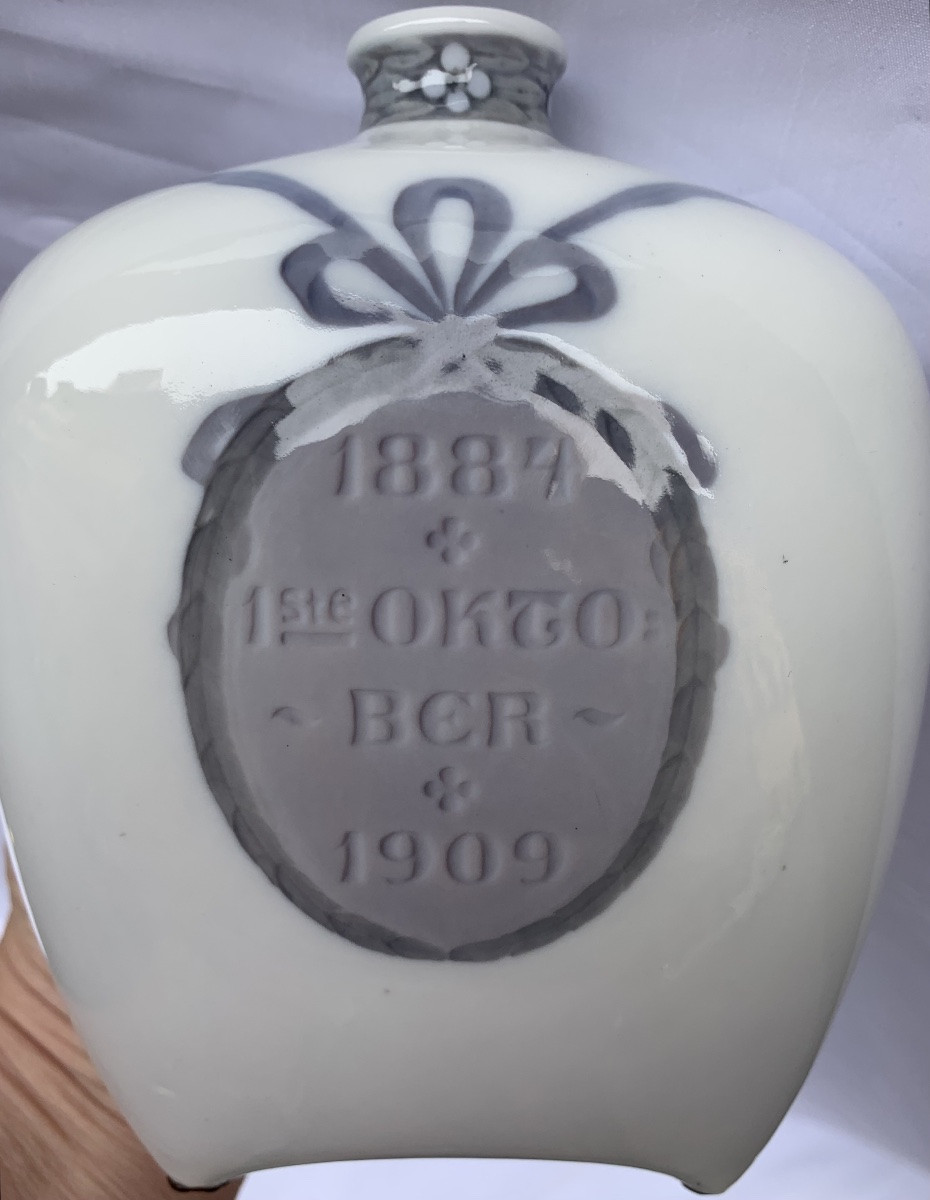 1884
1ste OKTO:
~ BER ~
1909